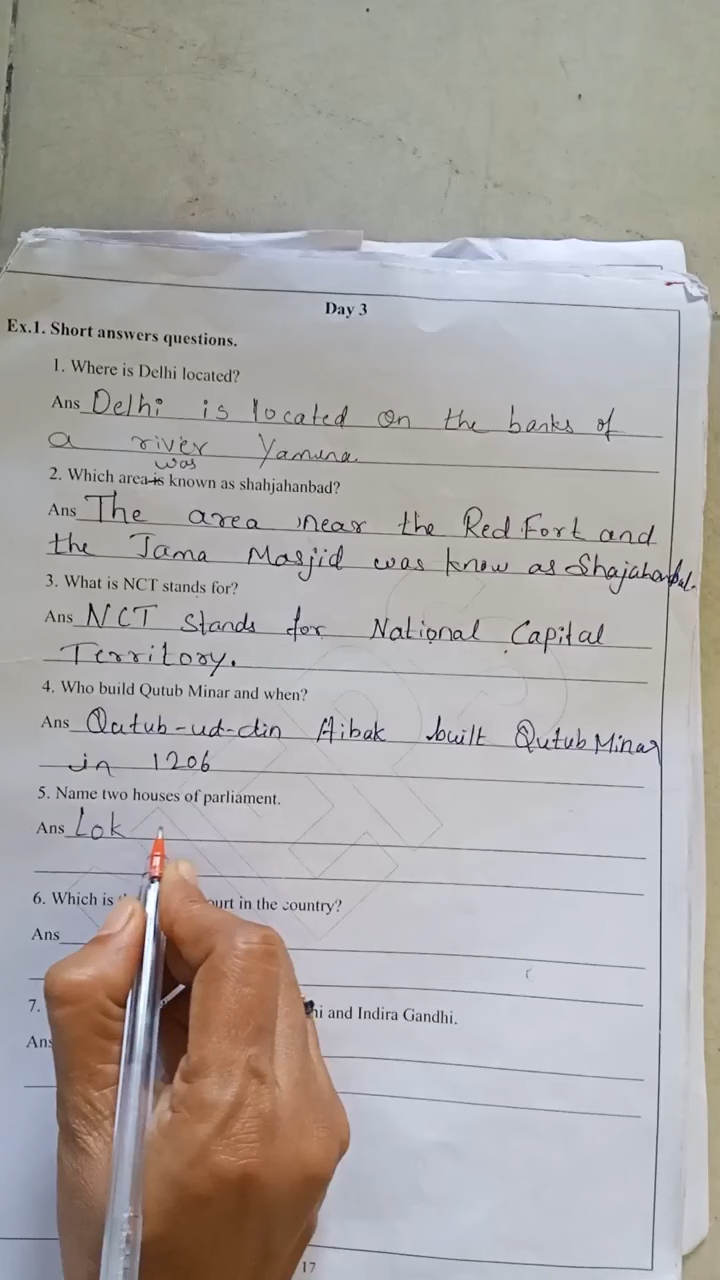 Day 3
Ex.1. Short answers questions.
1. Where is Delhi located?
Ans Delhi is located on the banks of
a river Yamuna.
was
2. Which area is known as shahjahanbad?
Ans The area near the Red Fort and
the Jama Masjid was know as
3. What is NCT stands for?
Ans NCT stands for National Capital
Territory.
4. Who build Qutub Minar and when?
Ans Qutub-ud-din Aibak built Qutub Minar
in 1206
5. Name two houses of parliament.
Ans Lok
6. Which is in the country?
Ans
7. and Indira Gandhi.
Ans
17